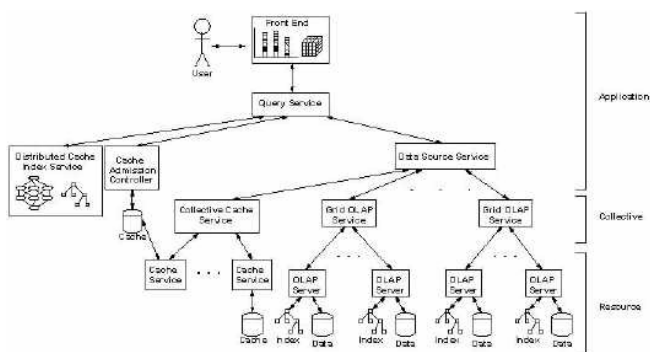 Front End
User
Query Service
Application
Distributed Cache
Index Service
Cache
Admission
Controller
Data Source Service
Cache
Collective Cache
Service
Grid OLAP
Service
. . .
Grid OLAP
Service
Collective
Cache
Service
. . .
Cache
Service
OLAP
Server
. . .
OLAP
Server
OLAP
Server
. . .
OLAP
Server
Resource
Cache
Index
Data
Index
Data
Index
Data
Index
Data